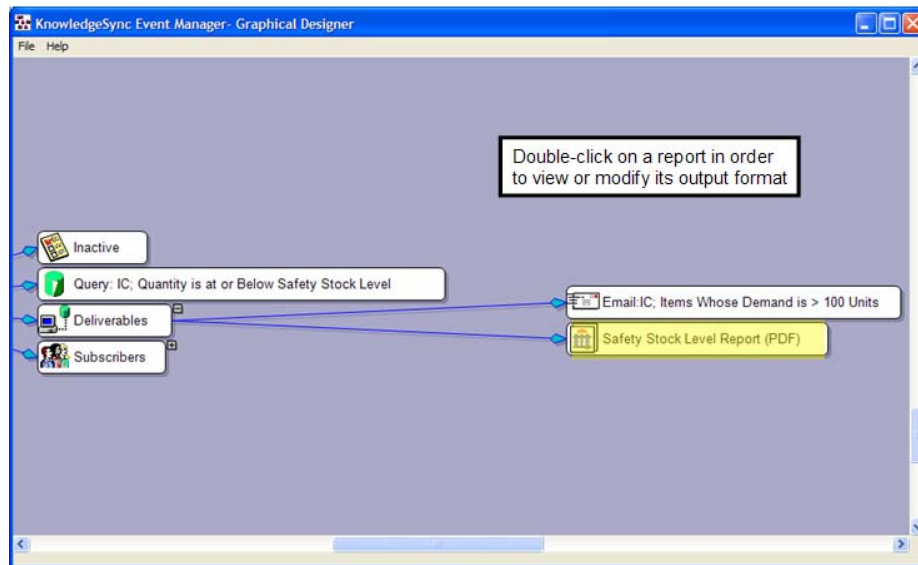 KnowledgeSync Event Manager- Graphical Designer
File Help
Double-click on a report in order
to view or modify its output format
Inactive
Query: IC; Quantity is at or Below Safety Stock Level
Deliverables
Subscribers
Email:IC; Items Whose Demand is > 100 Units
Safety Stock Level Report (PDF)